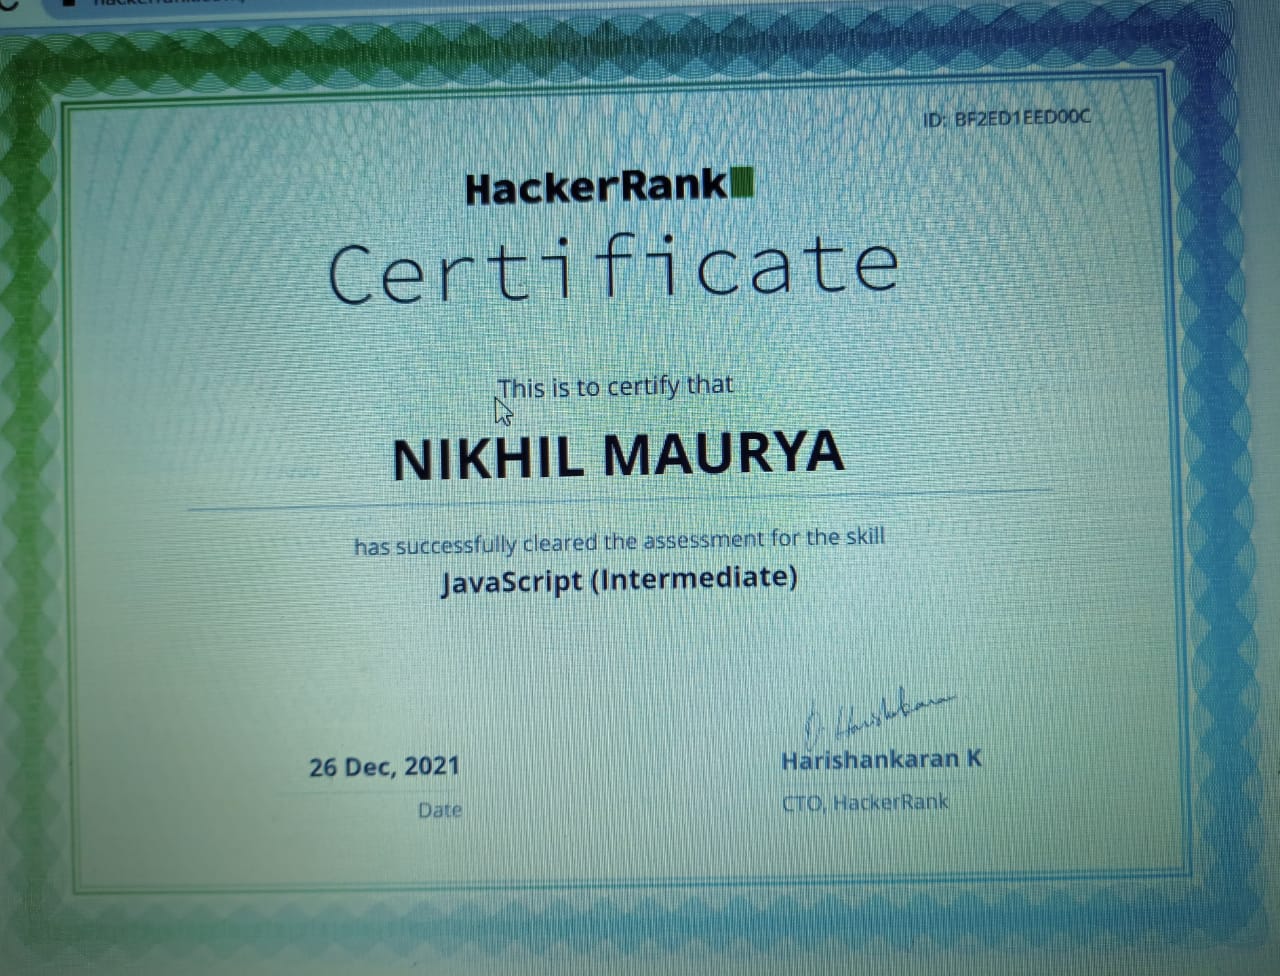 ID: BF2ED1EED00C
HackerRank
Certificate
This is to certify that
NIKHIL MAURYA
has successfully cleared the assessment for the skill
JavaScript (Intermediate)
26 Dec, 2021
Date
Harishankaran K
CTO, HackerRank